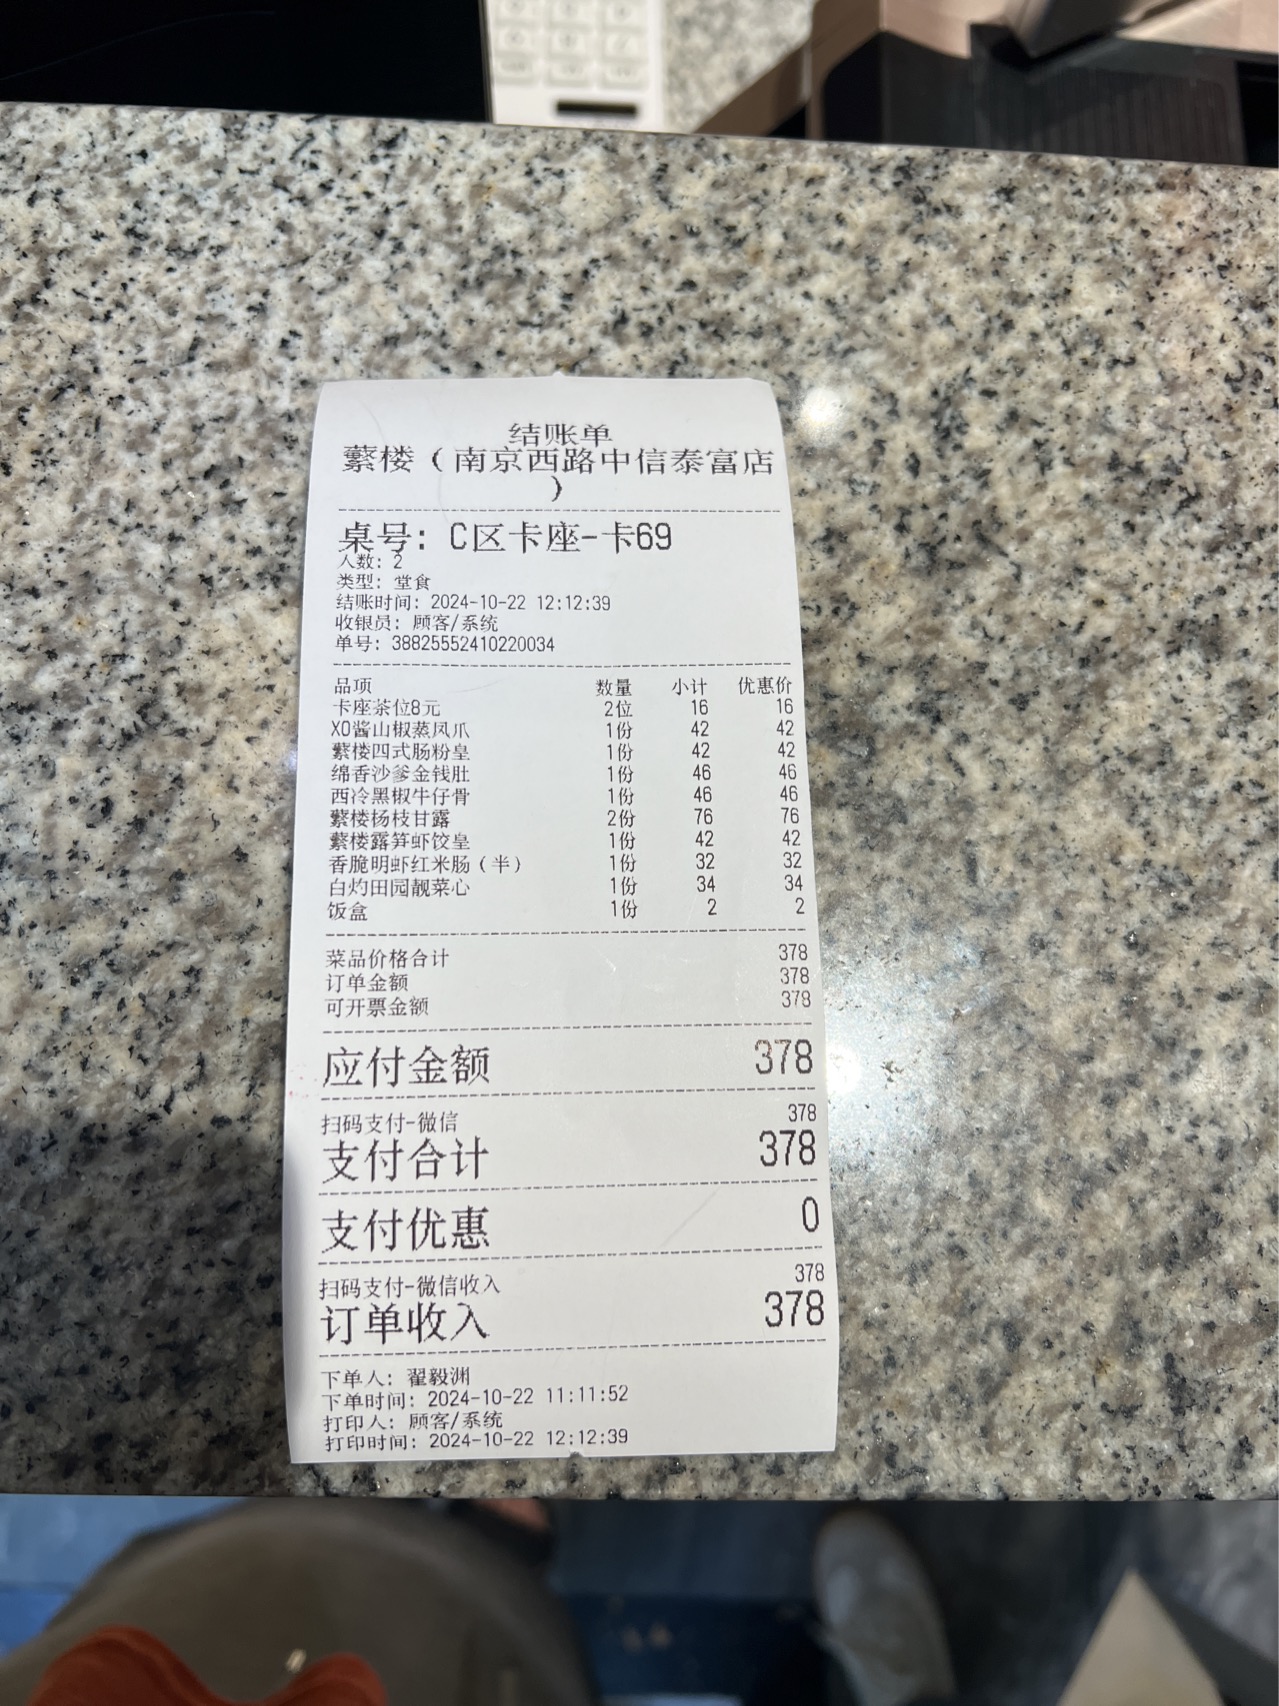 结账单
蘩楼（南京西路中信泰富店
）
桌号: C区卡座-卡69
人数: 2
类型: 堂食
结账时间: 2024-10-22 12:12:39
收银员: 顾客/系统
单号: 38825552410220034
品项 数量 小计 优惠价
卡座茶位8元 2位 16 16
XO酱山椒蒸凤爪 1份 42 42
蘩楼四式肠粉皇 1份 42 42
绵香沙爹金钱肚 1份 46 46
西冷黑椒牛仔骨 1份 46 46
蘩楼杨枝甘露 2份 76 76
蘩楼露笋虾饺皇 1份 42 42
香脆明虾红米肠（半） 1份 32 32
白灼田园靓菜心 1份 34 34
饭盒 1份 2 2
菜品价格合计 378
订单金额 378
可开票金额 378
应付金额 378
扫码支付-微信 378
支付合计 378
支付优惠 0
扫码支付-微信收入 378
订单收入 378
下单人: 翟毅渊
下单时间: 2024-10-22 11:11:52
打印人: 顾客/系统
打印时间: 2024-10-22 12:12:39